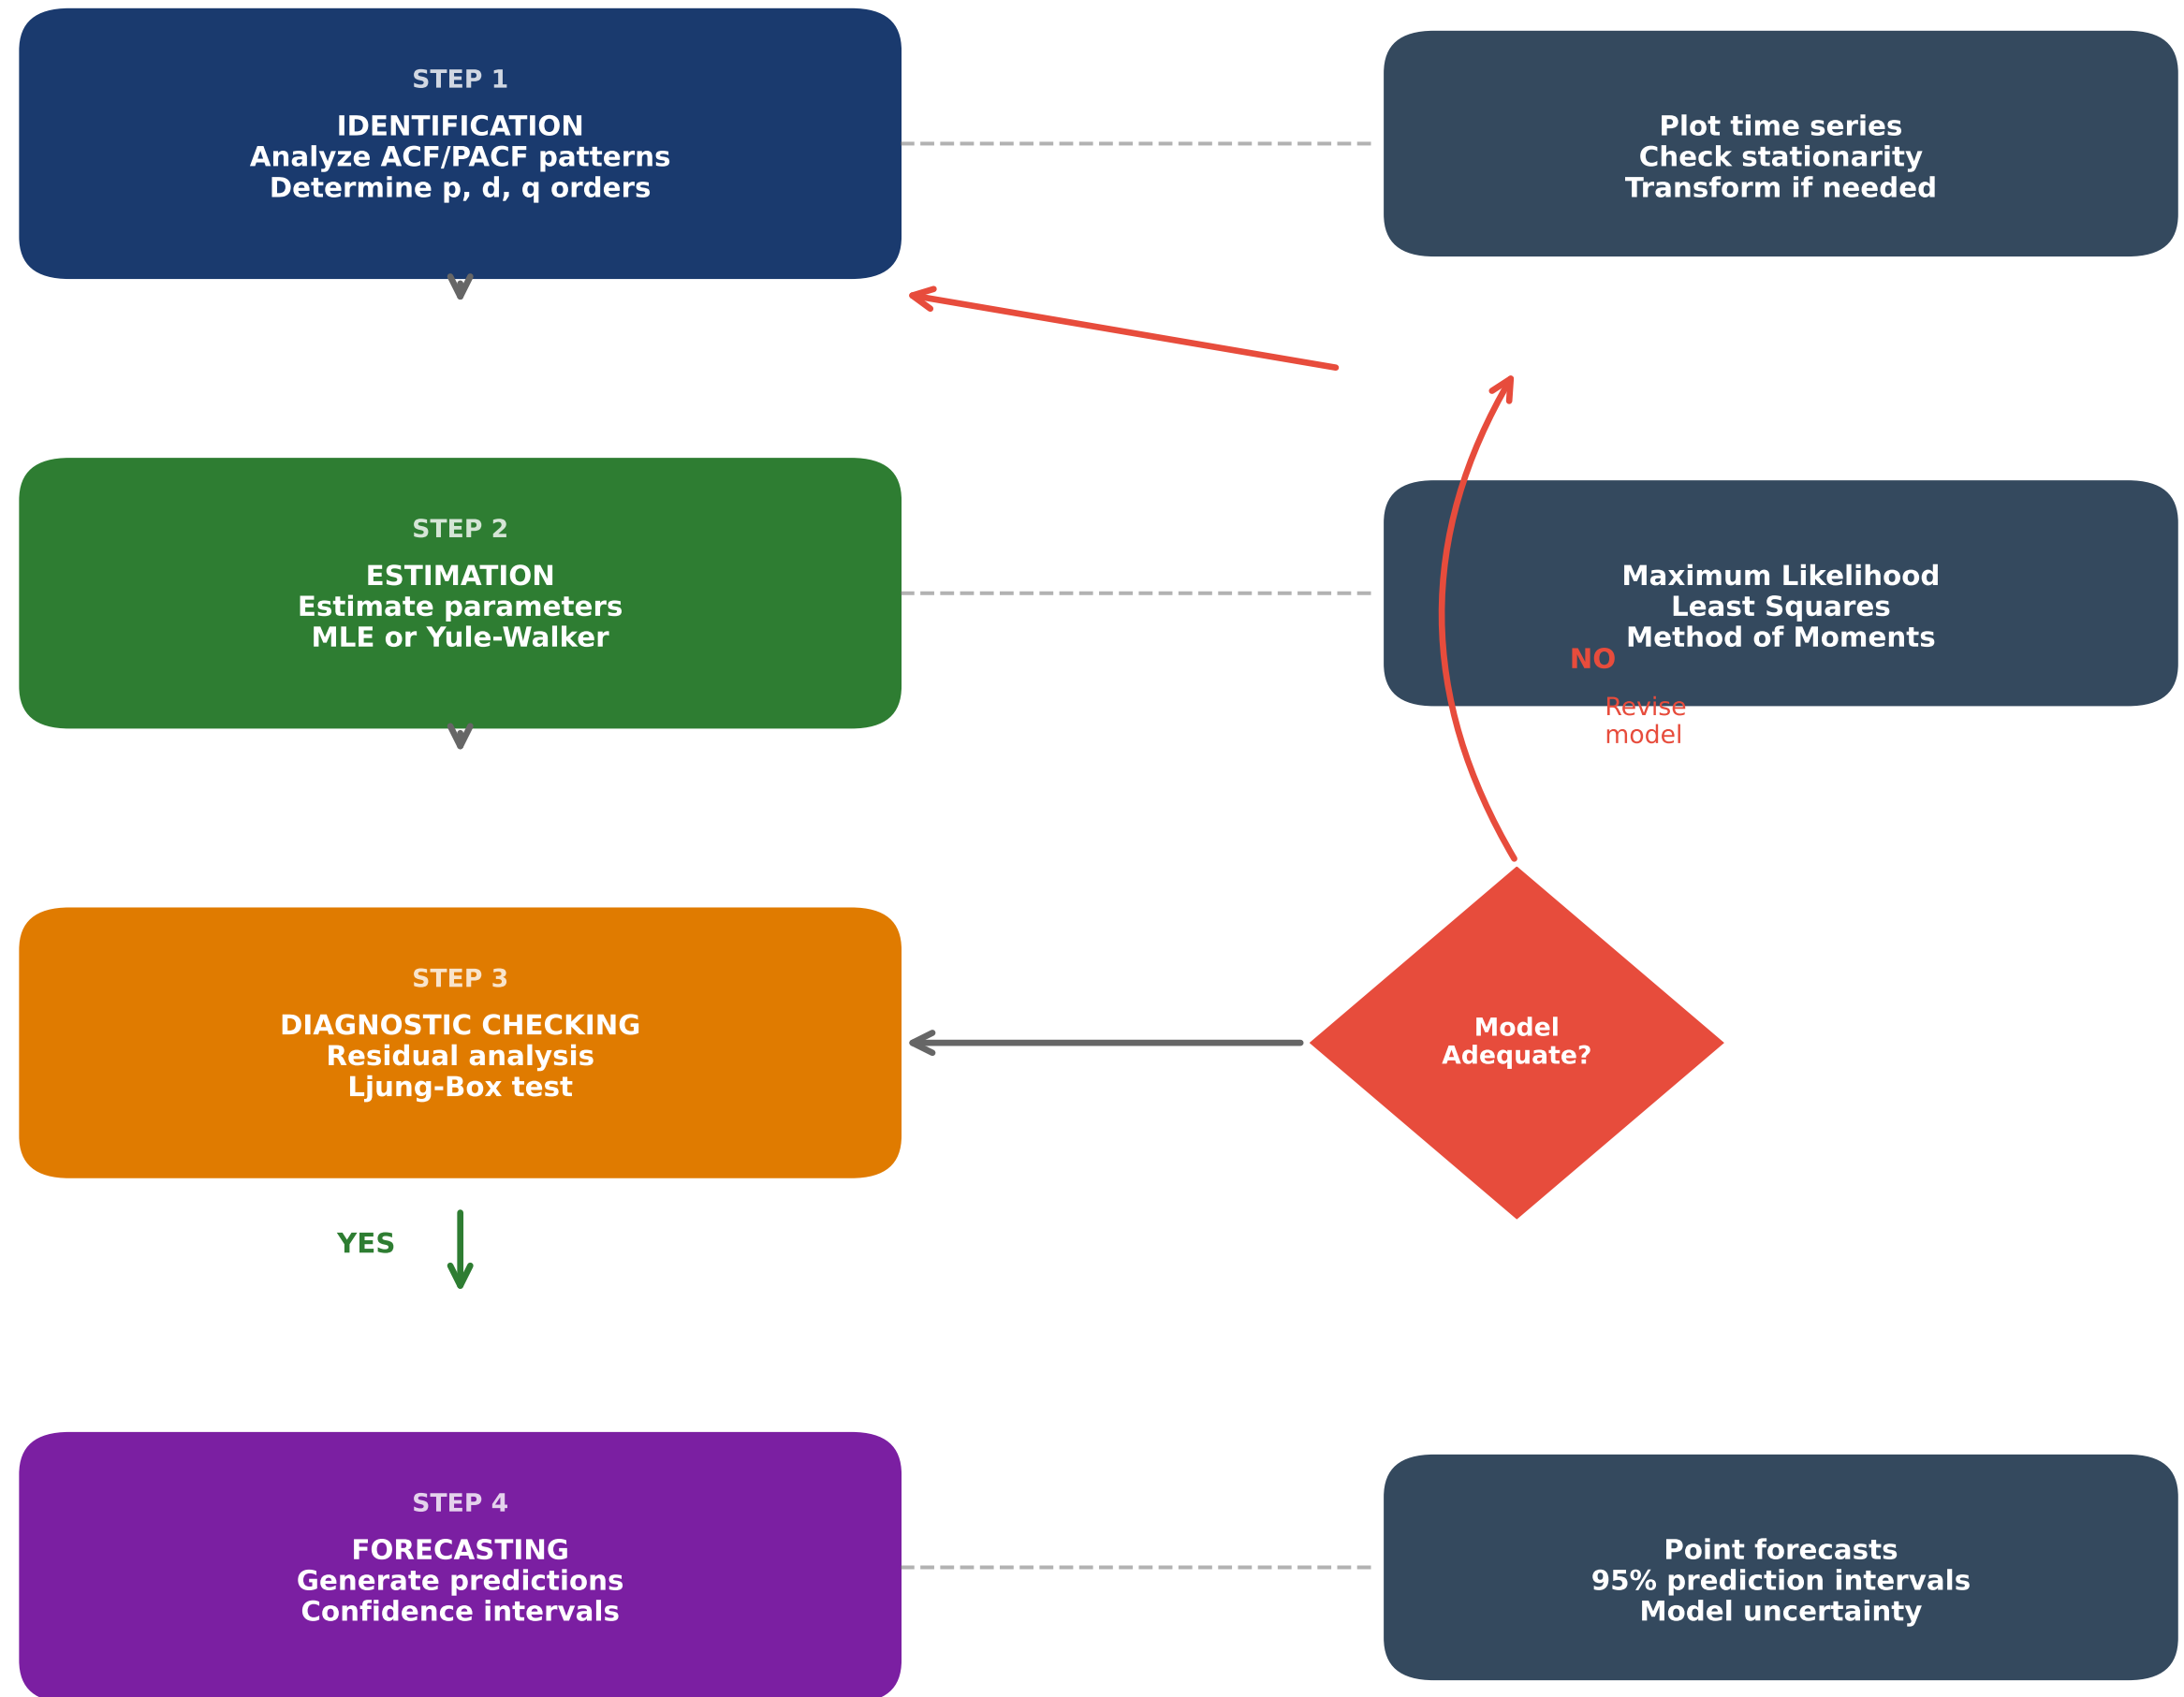 STEP 1
IDENTIFICATION
Analyze ACF/PACF patterns
Determine p, d, q orders
Plot time series
Check stationarity
Transform if needed
STEP 2
ESTIMATION
Estimate parameters
MLE or Yule-Walker
Maximum Likelihood
Least Squares
Method of Moments
NO
Revise
model
STEP 3
DIAGNOSTIC CHECKING
Residual analysis
Ljung-Box test
Model
Adequate?
YES
STEP 4
FORECASTING
Generate predictions
Confidence intervals
Point forecasts
95% prediction intervals
Model uncertainty